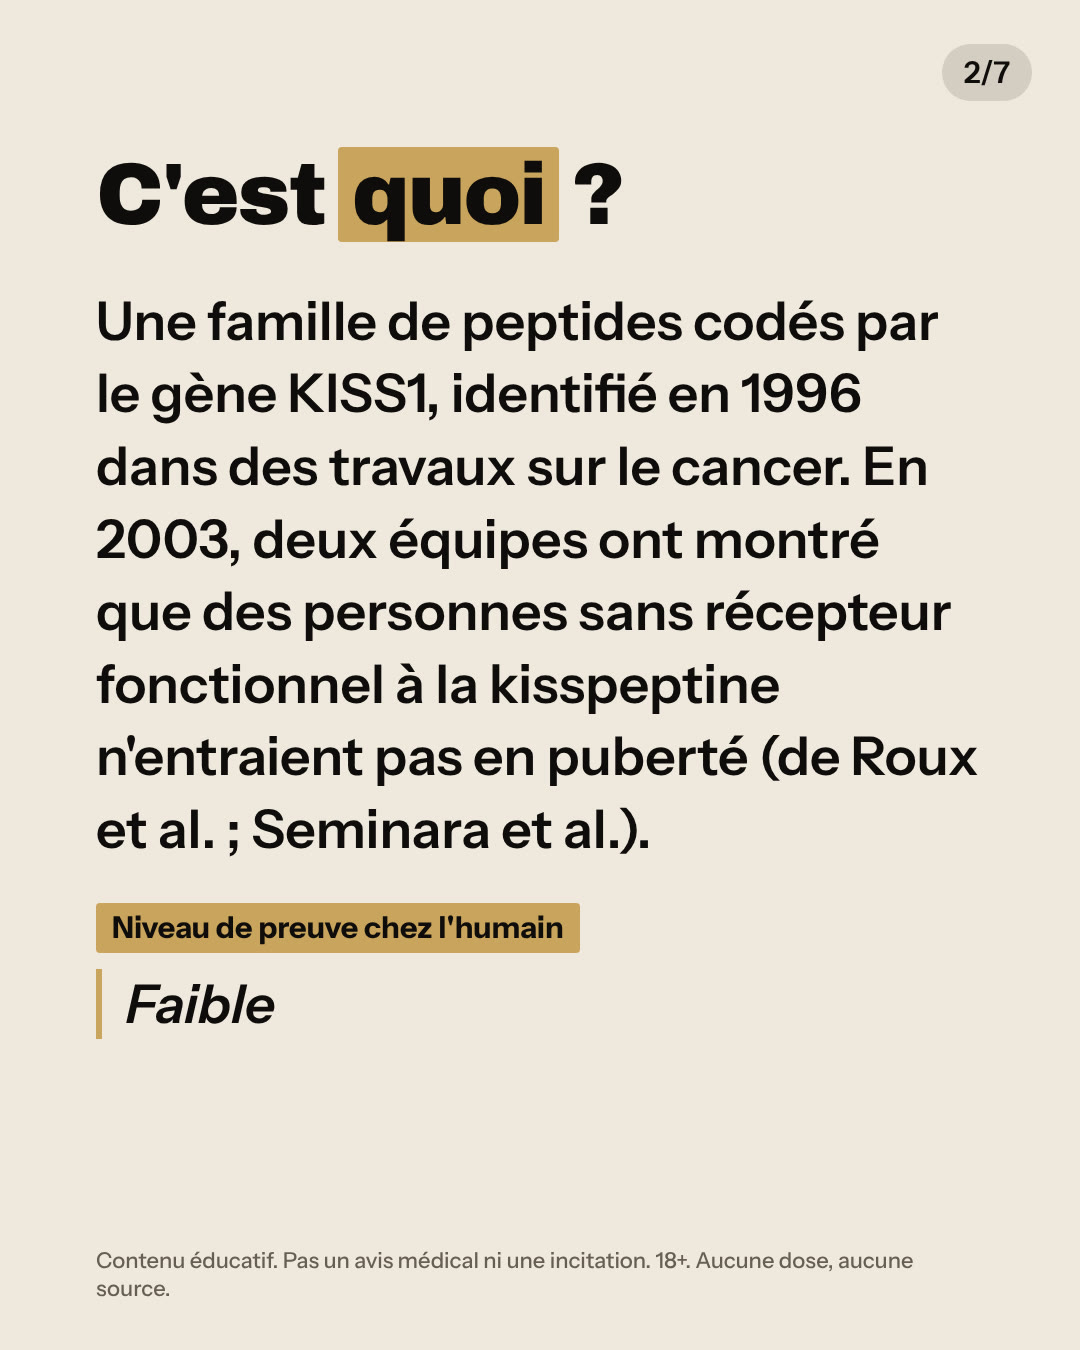 2/7
C'est quoi ?
Une famille de peptides codés par
le gène KISS1, identifié en 1996
dans des travaux sur le cancer. En
2003, deux équipes ont montré
que des personnes sans récepteur
fonctionnel à la kisspeptine
n'entraient pas en puberté (de Roux
et al. ; Seminara et al.).
Niveau de preuve chez l'humain
Faible
Contenu éducatif. Pas un avis médical ni une incitation. 18+. Aucune dose, aucune
source.